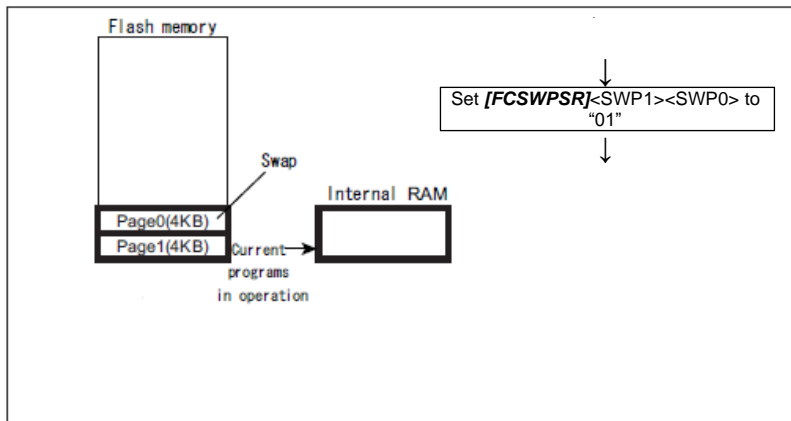 Flash memory
Set [FCSWPSR]<SWP1><SWP0> to
“01”
Swap
Internal RAM
Page0(4KB)
Page1(4KB)
Current
programs
in operation